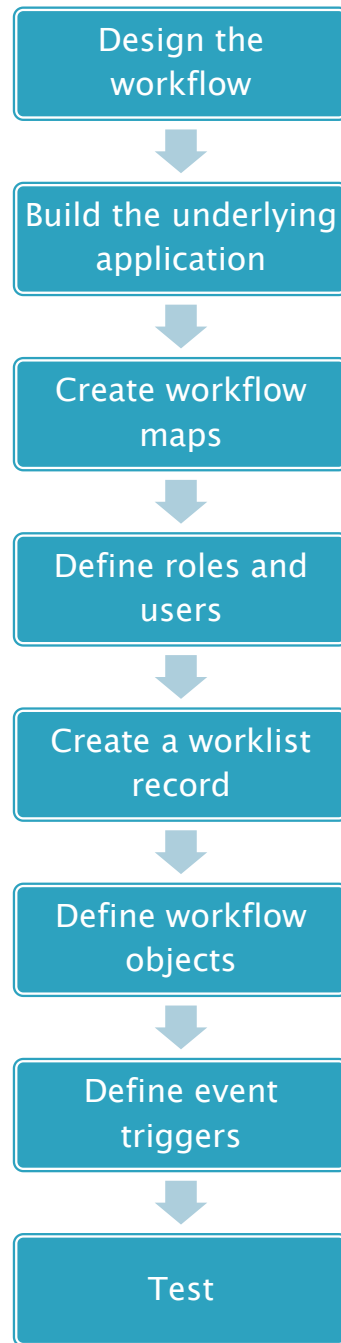 Design the
workflow
Build the underlying
application
Create workflow
maps
Define roles and
users
Create a worklist
record
Define workflow
objects
Define event
triggers
Test